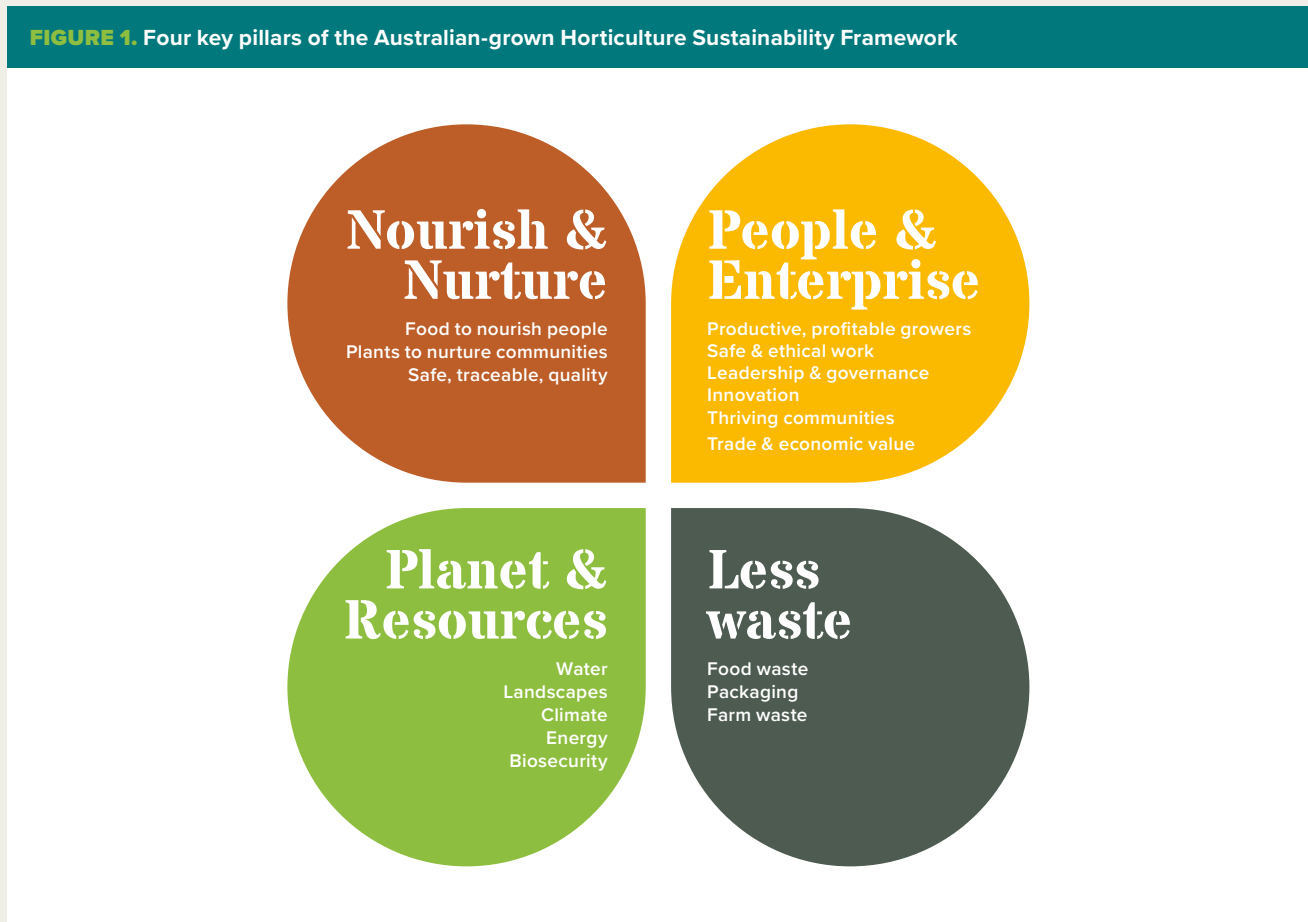 FIGURE 1. Four key pillars of the Australian-grown Horticulture Sustainability Framework
Nourish &
Nurture
Food to nourish people
Plants to nurture communities
Safe, traceable, quality
People &
Enterprise
Productive, profitable growers
Safe & ethical work
Leadership & governance
Innovation
Thriving communities
Trade & economic value
Planet &
Resources
Water
Landscapes
Climate
Energy
Biosecurity
Less
waste
Food waste
Packaging
Farm waste